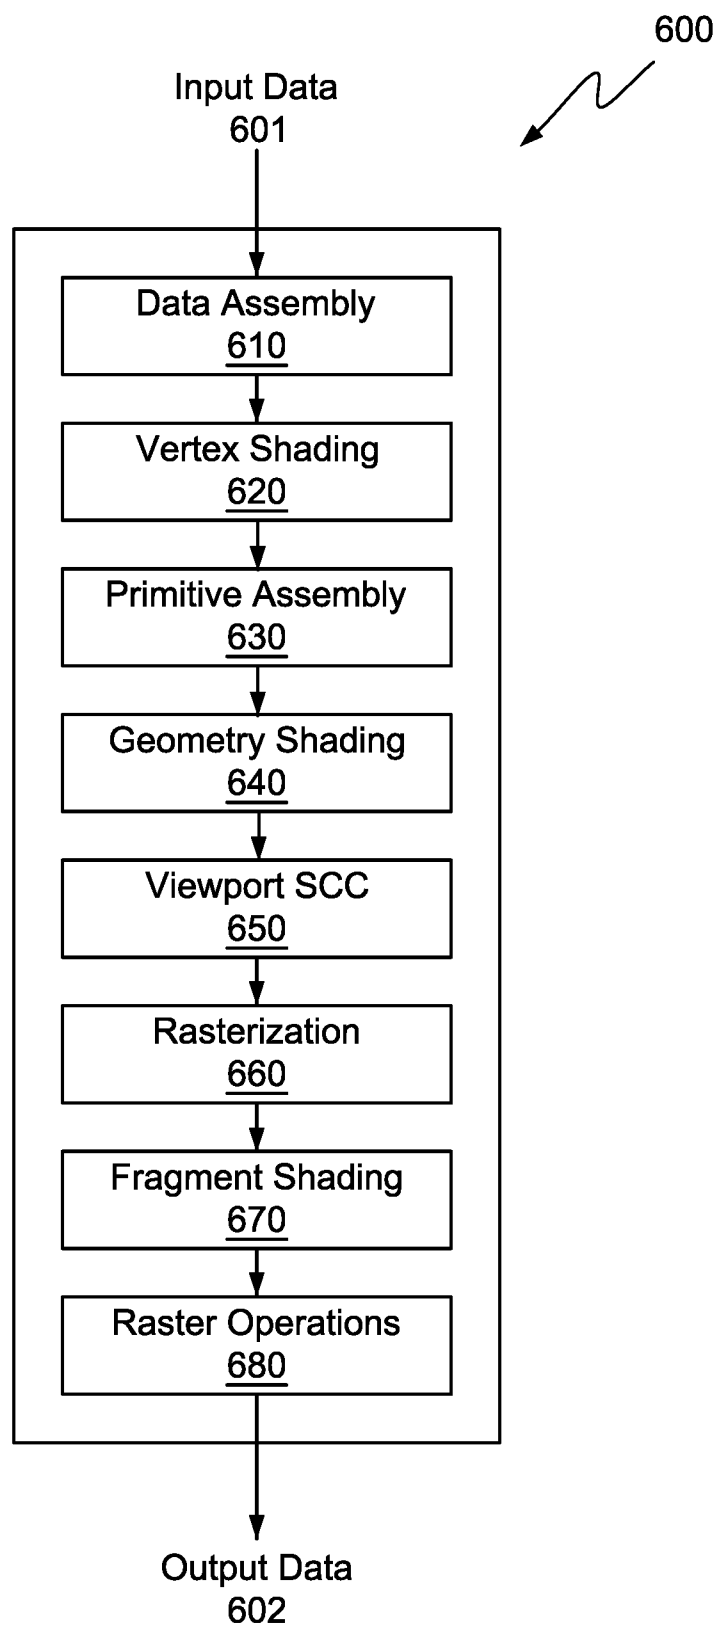 600
Input Data
601
Data Assembly
610
Vertex Shading
620
Primitive Assembly
630
Geometry Shading
640
Viewport SCC
650
Rasterization
660
Fragment Shading
670
Raster Operations
680
Output Data
602